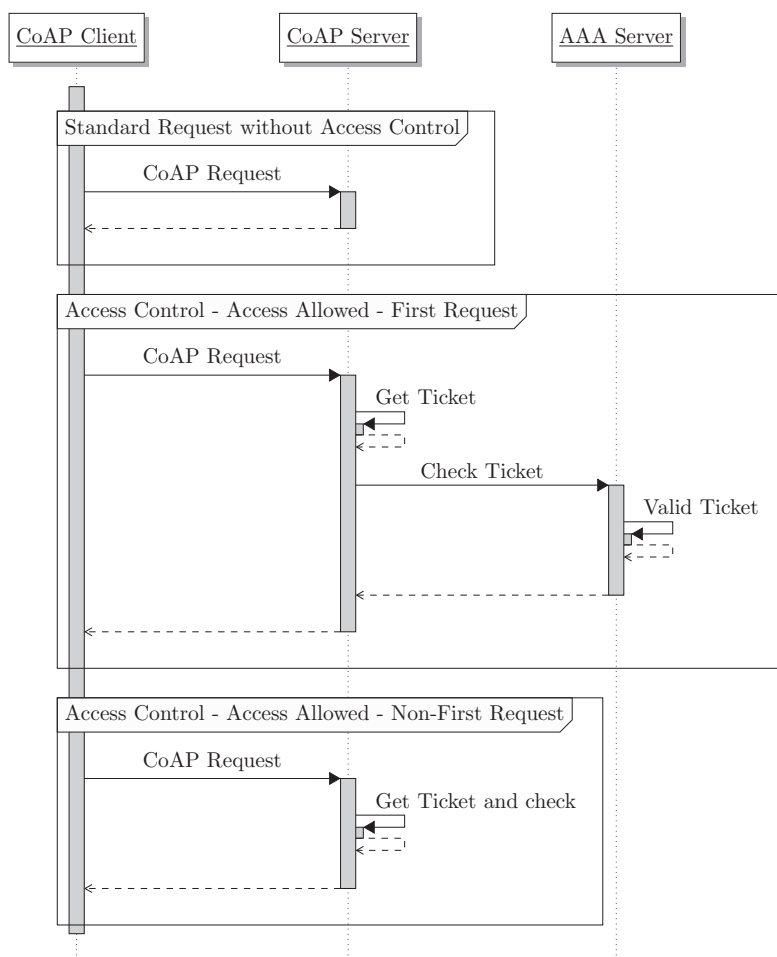 CoAP Client
CoAP Server
AAA Server
Standard Request without Access Control
CoAP Request
Access Control - Access Allowed - First Request
CoAP Request
Get Ticket
Check Ticket
Valid Ticket
Access Control - Access Allowed - Non-First Request
CoAP Request
Get Ticket and check